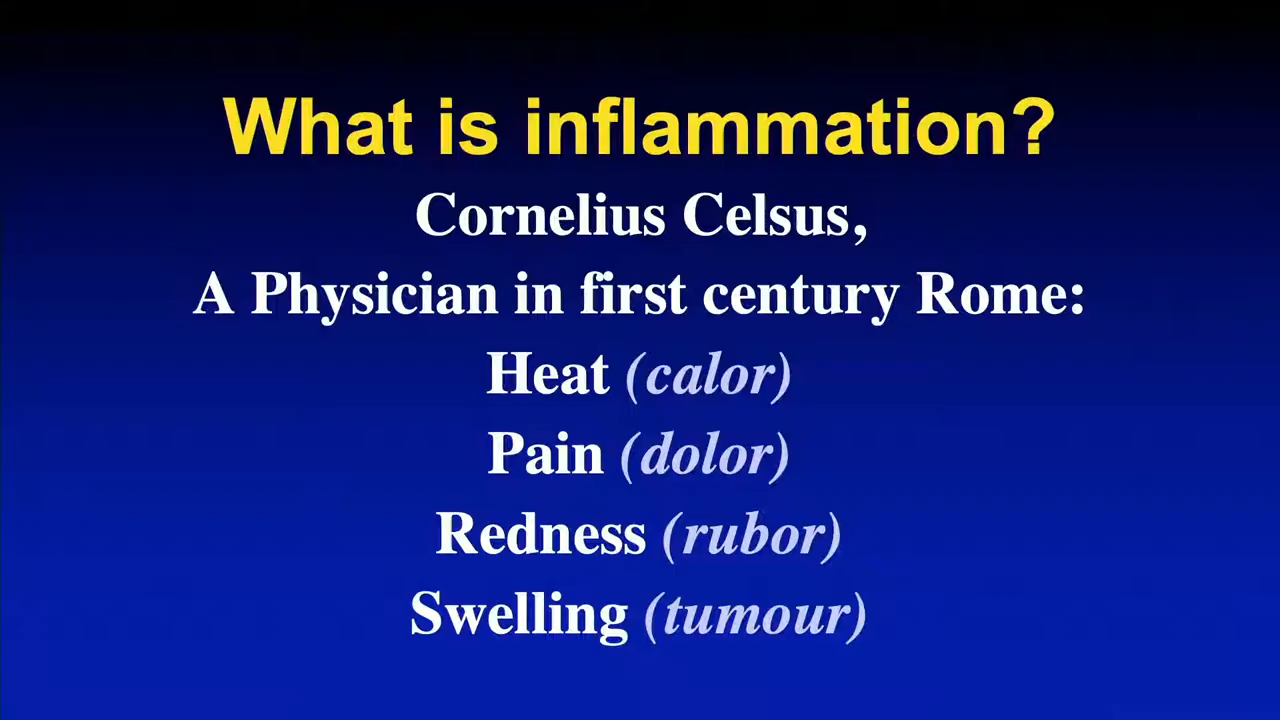 What is inflammation?
Cornelius Celsus,
A Physician in first century Rome:
Heat (calor)
Pain (dolor)
Redness (rubor)
Swelling (tumour)